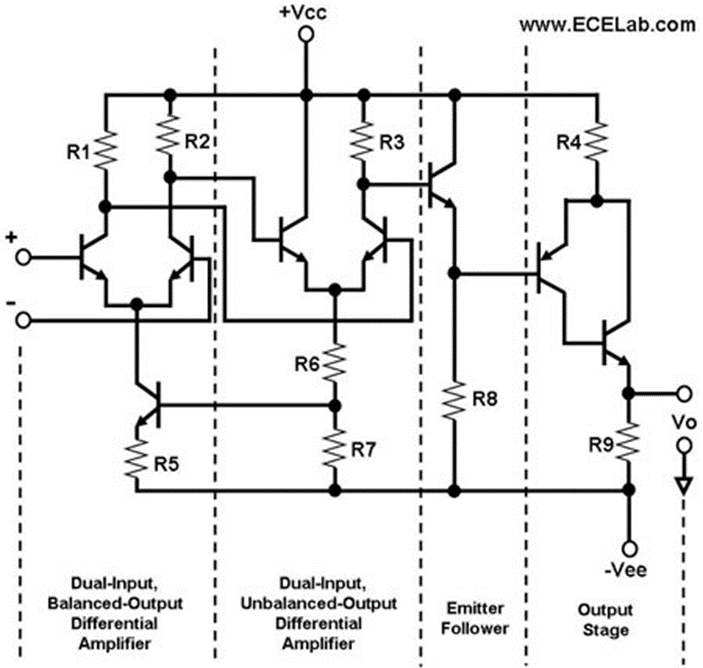 +Vcc
www.ECELab.com
R1
R2
R3
R4
+
-
R6
R8
R5
R7
R9
Vo
-Vee
Dual-Input,
Balanced-Output
Differential
Amplifier
Dual-Input,
Unbalanced-Output
Differential
Amplifier
Emitter
Follower
Output
Stage